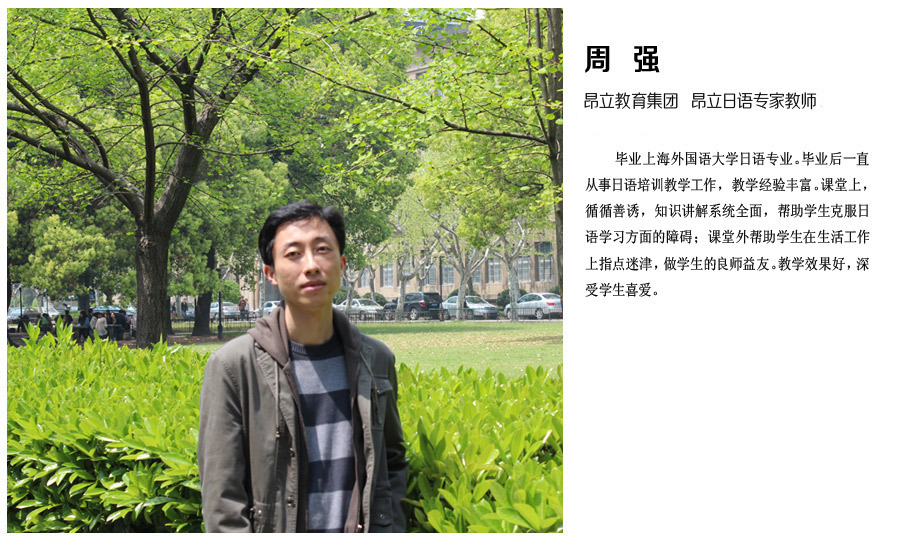 周 强
昂立教育集团 昂立日语专家教师
毕业上海外国语大学日语专业。毕业后一直
从事日语培训教学工作，教学经验丰富。课堂上，
循循善诱，知识讲解系统全面，帮助学生克服日
语学习方面的障碍；课堂外帮助学生在生活工作
上指点迷津，做学生的良师益友。教学效果好，深
受学生喜爱。